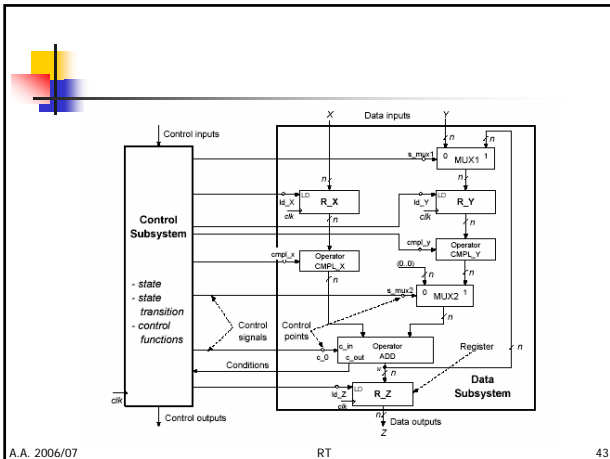 X Data inputs Y
Control inputs
n n
s_mux1 0 MUX1 1
n n
ld_X LD R_X ld_Y LD R_Y
clk clk
Control Subsystem
n n
cmpl_x Operator CMPL_X
cmpl_y Operator CMPL_Y
(0..0)
n n
- state
- state transition
- control functions
s_mux2 0 MUX2 1
n n
Control signals
Control points
Register
n
c_0 c_in Operator ADD
c_out
Conditions
n
Data Subsystem
ld_Z LD R_Z
clk clk
n
Control outputs
Data outputs
Z
A.A. 2006/07 RT 43